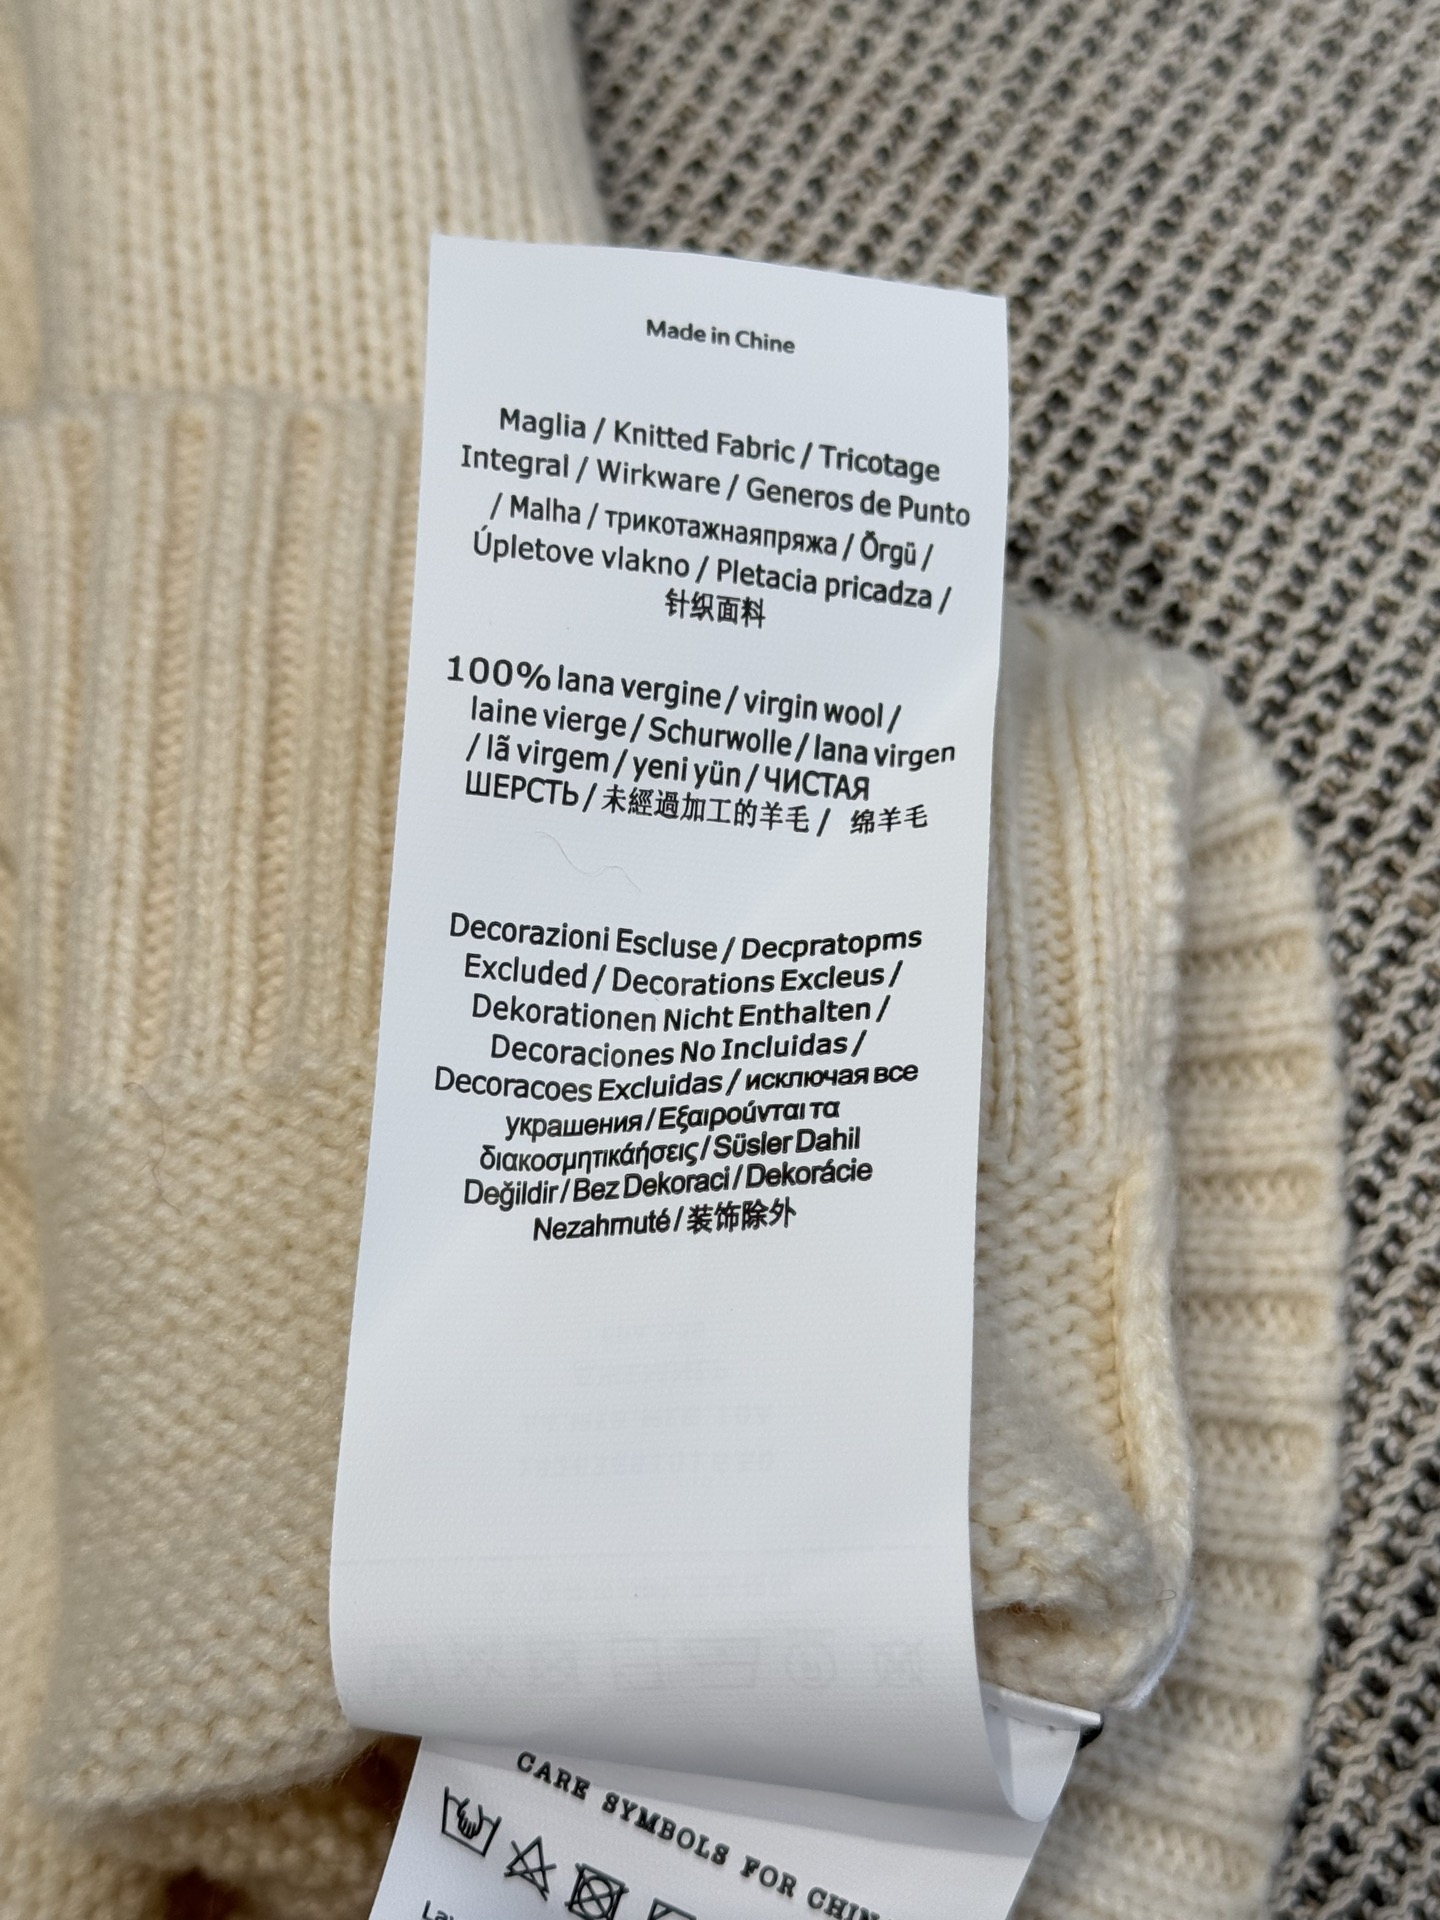 Made in Chine
Maglia / Knitted Fabric / Tricotage
Integral / Wirkware / Generos de Punto
/ Malha / трикотажнаяпряжа / Örgü /
Úpletove vlakno / Pletacia pricadza /
针织面料
100% lana vergine / virgin wool /
laine vierge / Schurwolle / lana virgen
/ lã virgem / yeni yün / ЧИСТАЯ
ШЕРСТЬ / 未經過加工的羊毛 / 绵羊毛
Decorazioni Escluse / Decpratopms
Excluded / Decorations Excleus /
Dekorationen Nicht Enthalten /
Decoraciones No Incluidas /
Decoracoes Excluidas / исключая все
украшения / Εξαιρούνται τα
διακοσμητικάήσεις / Süsler Dahil
Değildir / Bez Dekoraci / Dekorácie
Nezahmuté / 装饰除外
CARE SYMBOLS FOR